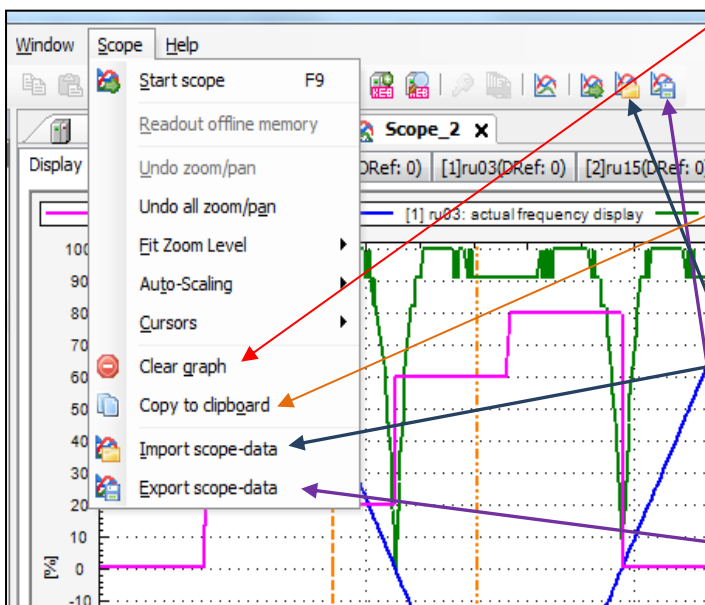 Window Scope Help
Start scope F9
KEB KEB
Readout offline memory
Scope_2 X
Display DRef: 0) [1]ru03(DRef: 0) [2]ru15(DRef: 0)
Undo zoom/pan
Undo all zoom/pan
[1] ru03: actual frequency display
Fit Zoom Level
Auto-Scaling
Cursors
Clear graph
Copy to clipboard
Import scope-data
Export scope-data
100
90
80
70
60
50
40
30
20
10
0
-10
[%]